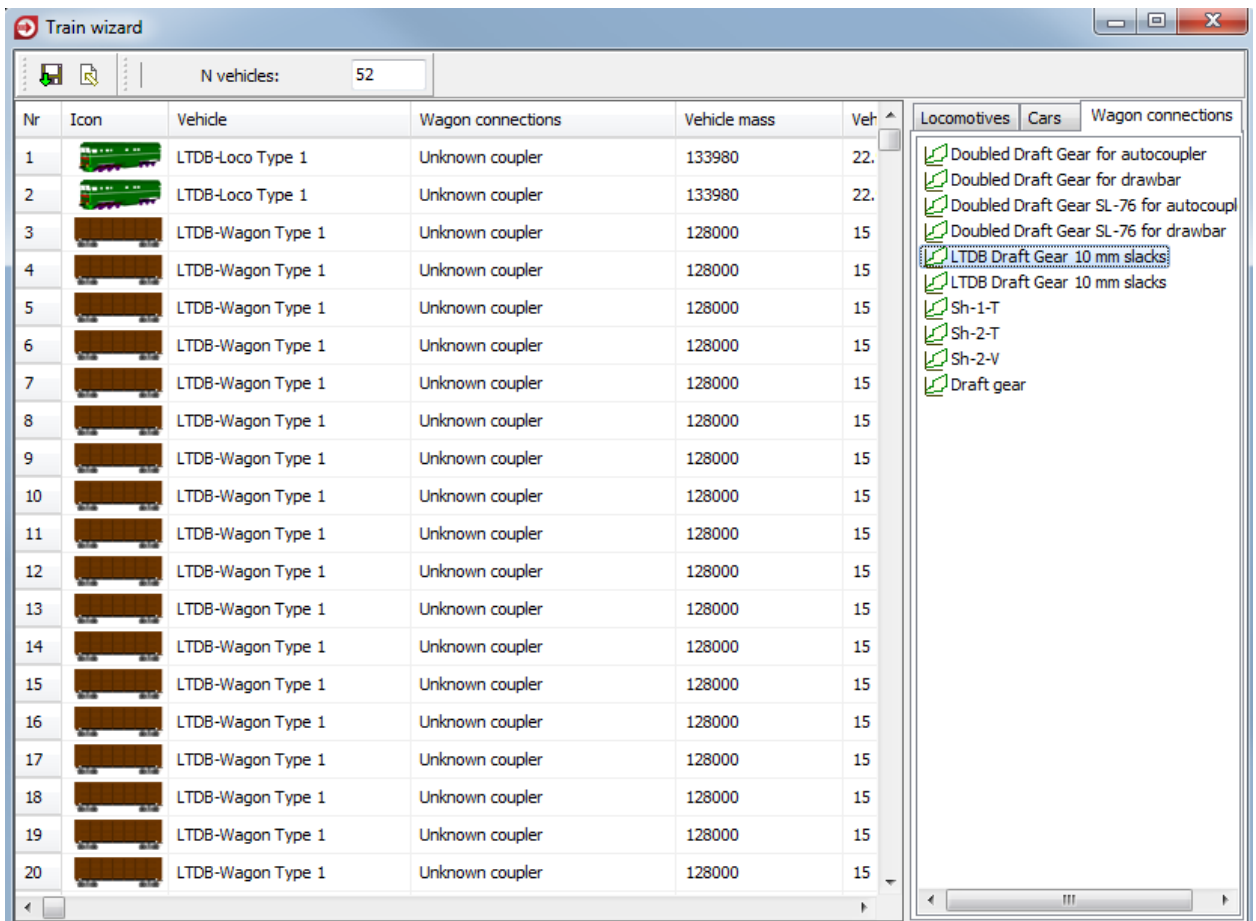 Train wizard
N vehicles: 52
Nr Icon Vehicle Wagon connections Vehicle mass Veh
1 LTDB-Loco Type 1 Unknown coupler 133980 22.
2 LTDB-Loco Type 1 Unknown coupler 133980 22.
3 LTDB-Wagon Type 1 Unknown coupler 128000 15
4 LTDB-Wagon Type 1 Unknown coupler 128000 15
5 LTDB-Wagon Type 1 Unknown coupler 128000 15
6 LTDB-Wagon Type 1 Unknown coupler 128000 15
7 LTDB-Wagon Type 1 Unknown coupler 128000 15
8 LTDB-Wagon Type 1 Unknown coupler 128000 15
9 LTDB-Wagon Type 1 Unknown coupler 128000 15
10 LTDB-Wagon Type 1 Unknown coupler 128000 15
11 LTDB-Wagon Type 1 Unknown coupler 128000 15
12 LTDB-Wagon Type 1 Unknown coupler 128000 15
13 LTDB-Wagon Type 1 Unknown coupler 128000 15
14 LTDB-Wagon Type 1 Unknown coupler 128000 15
15 LTDB-Wagon Type 1 Unknown coupler 128000 15
16 LTDB-Wagon Type 1 Unknown coupler 128000 15
17 LTDB-Wagon Type 1 Unknown coupler 128000 15
18 LTDB-Wagon Type 1 Unknown coupler 128000 15
19 LTDB-Wagon Type 1 Unknown coupler 128000 15
20 LTDB-Wagon Type 1 Unknown coupler 128000 15
Locomotives Cars Wagon connections
Doubled Draft Gear for autocoupler
Doubled Draft Gear for drawbar
Doubled Draft Gear SL-76 for autocoupl
Doubled Draft Gear SL-76 for drawbar
LTDB Draft Gear 10 mm slacks
LTDB Draft Gear 10 mm slacks
Sh-1-T
Sh-2-T
Sh-2-V
Draft gear